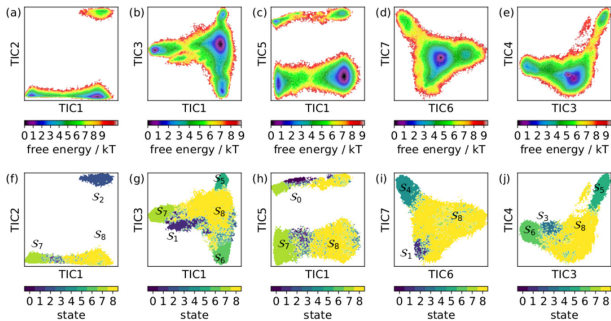 (a) (b) (c) (d) (e)
TIC2 TIC3 TIC5 TIC7 TIC4
TIC1 TIC1 TIC1 TIC6 TIC3
0 1 2 3 4 5 6 7 8 9 0 1 2 3 4 5 6 7 8 9 0 1 2 3 4 5 6 7 8 9 0 1 2 3 4 5 6 7 8 9 0 1 2 3 4 5 6 7 8 9
free energy / kT free energy / kT free energy / kT free energy / kT free energy / kT
(f) (g) (h) (i) (j)
TIC2 TIC3 TIC5 TIC7 TIC4
S2 S7 S8
S5 S7 S8 S1 S6
S0 S7 S8
S4 S8 S1
S5 S3 S6 S8
TIC1 TIC1 TIC1 TIC6 TIC3
0 1 2 3 4 5 6 7 8 0 1 2 3 4 5 6 7 8 0 1 2 3 4 5 6 7 8 0 1 2 3 4 5 6 7 8 0 1 2 3 4 5 6 7 8
state state state state state